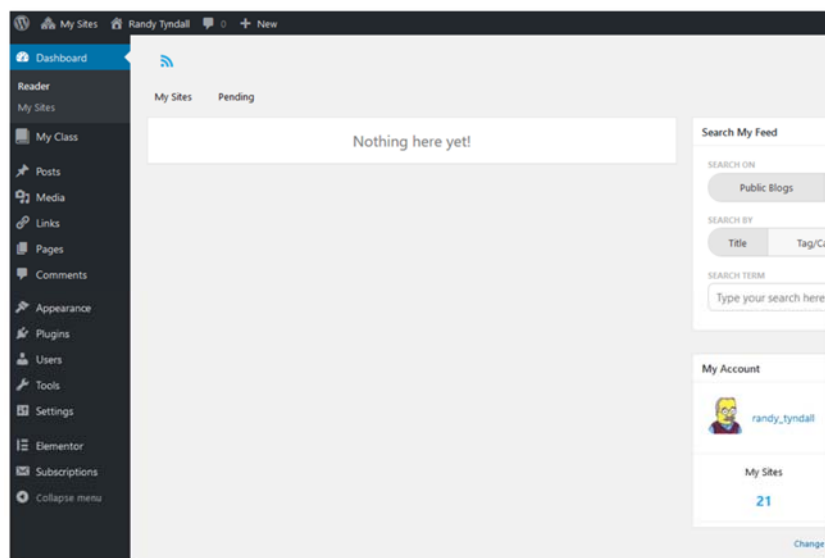 My Sites Randy Tyndall 0 + New
Dashboard
Reader
My Sites
My Class
Posts
Media
Links
Pages
Comments
Appearance
Plugins
Users
Tools
Settings
Elementor
Subscriptions
Collapse menu
My Sites Pending
Nothing here yet!
Search My Feed
SEARCH ON
Public Blogs
SEARCH BY
Title Tag/Ca
SEARCH TERM
Type your search here
My Account
randy_tyndall
My Sites
21
Change